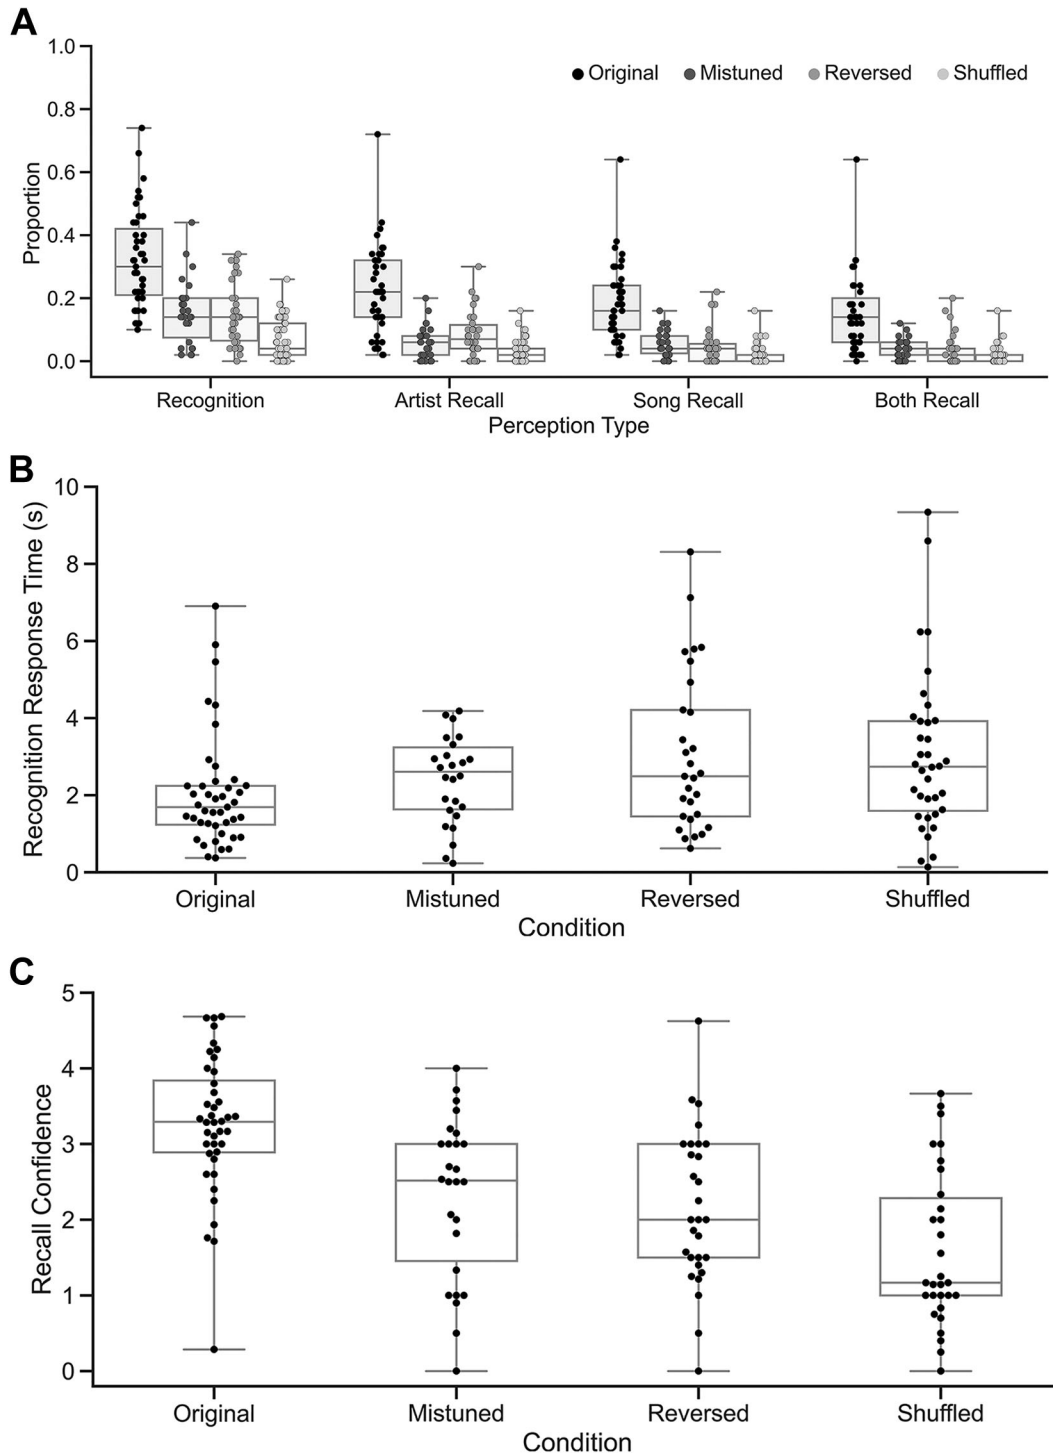 A
1.0
0.8
0.6
0.4
0.2
0.0
Proportion
Original Mistuned Reversed Shuffled
Recognition Artist Recall Song Recall Both Recall
Perception Type
B
10
8
6
4
2
0
Recognition Response Time (s)
Original Mistuned Reversed Shuffled
Condition
C
5
4
3
2
1
0
Recall Confidence
Original Mistuned Reversed Shuffled
Condition